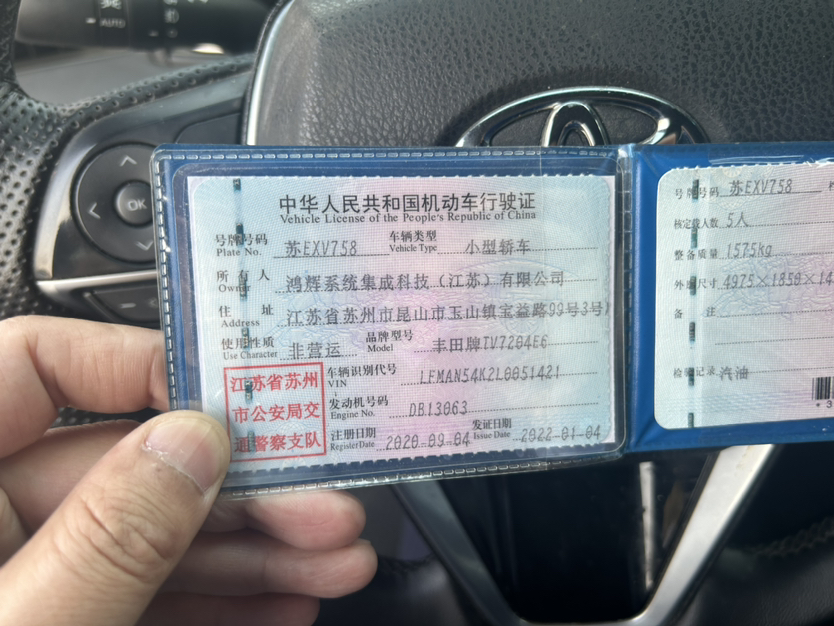 AUTO
OK
中华人民共和国机动车行驶证
Vehicle License of the People's Republic of China
号牌号码 苏EXV758 车辆类型 小型轿车
Plate No. Vehicle Type
所有人 鸿辉系统集成科技（江苏）有限公司
Owner
住址 江苏省苏州市昆山市玉山镇宝益路99号3号
Address
使用性质 非营运 品牌型号 丰田牌TV7204E6
Use Character Model
江苏省苏州
市公安局交
通警察支队
车辆识别代号 LFMAN54K2L0051421
VIN
发动机号码 DB13063
Engine No.
注册日期 2020-09-04 发证日期 2022-01-04
Register Date Issue Date
号牌号码 苏EXV758
核定载人数 5人
整备质量 1575kg
外廓尺寸 4975×1850×14
备注
检验记录 汽油